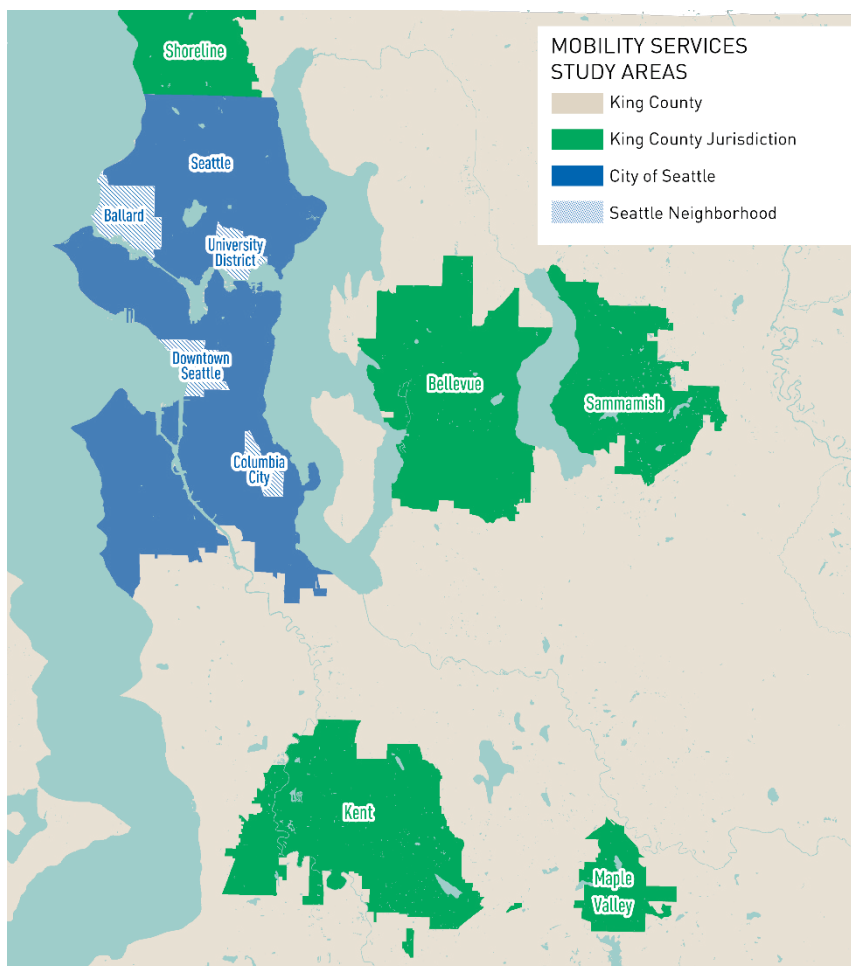 MOBILITY SERVICES
STUDY AREAS
King County
King County Jurisdiction
City of Seattle
Seattle Neighborhood
Shoreline
Seattle
Ballard
University
District
Downtown
Seattle
Bellevue
Sammamish
Columbia
City
Kent
Maple
Valley